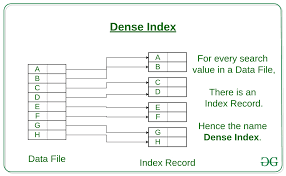 Dense Index
A
B
C
D
E
F
G
H
Data File
A
B
C
D
E
F
G
H
Index Record
For every search
value in a Data File,
There is an
Index Record.
Hence the name
Dense Index.